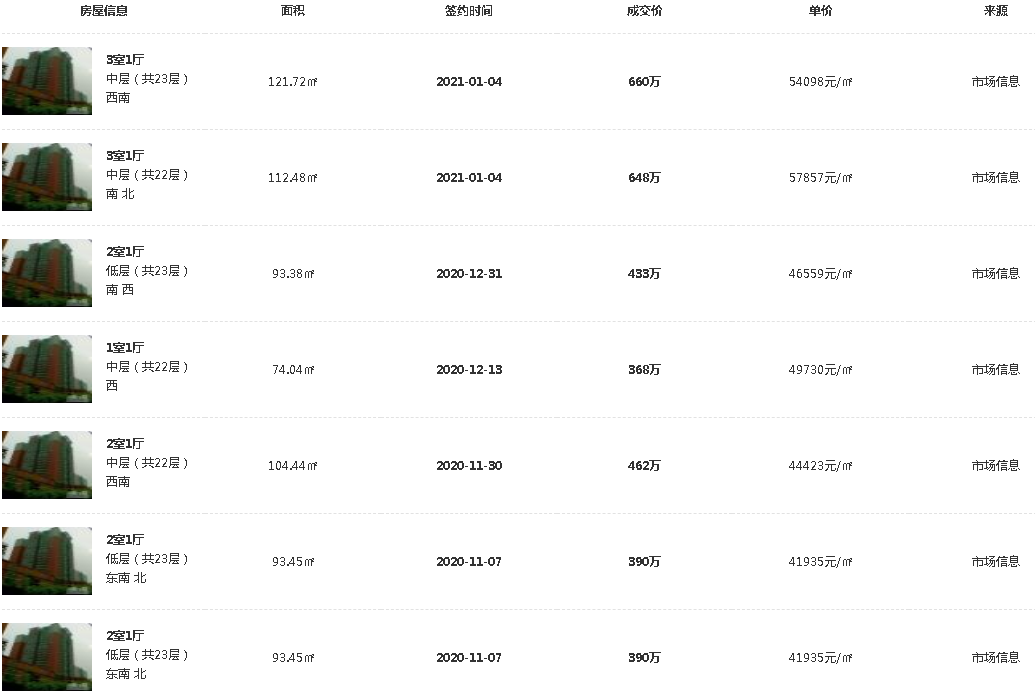 房屋信息 面积 签约时间 成交价 单价 来源
3室1厅
中层（共23层） 121.72㎡ 2021-01-04 660万 54098元/㎡ 市场信息
西南
3室1厅
中层（共22层） 112.48㎡ 2021-01-04 648万 57857元/㎡ 市场信息
南 北
2室1厅
低层（共23层） 93.38㎡ 2020-12-31 433万 46559元/㎡ 市场信息
南 西
1室1厅
中层（共22层） 74.04㎡ 2020-12-13 368万 49730元/㎡ 市场信息
西
2室1厅
中层（共22层） 104.44㎡ 2020-11-30 462万 44423元/㎡ 市场信息
西南
2室1厅
低层（共23层） 93.45㎡ 2020-11-07 390万 41935元/㎡ 市场信息
东南 北
2室1厅
低层（共23层） 93.45㎡ 2020-11-07 390万 41935元/㎡ 市场信息
东南 北